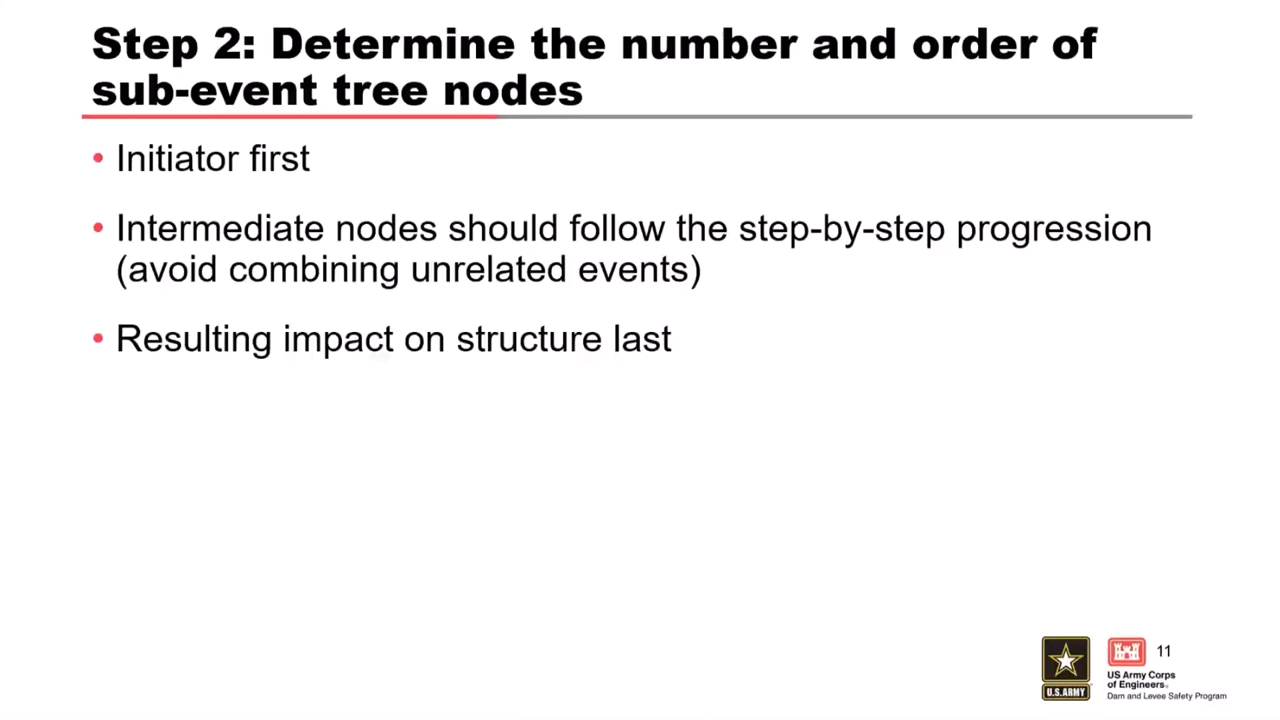 Step 2: Determine the number and order of
sub-event tree nodes
• Initiator first
• Intermediate nodes should follow the step-by-step progression
(avoid combining unrelated events)
• Resulting impact on structure last
U.S.ARMY
11
US Army Corps
of Engineers®
Dam and Levee Safety Program